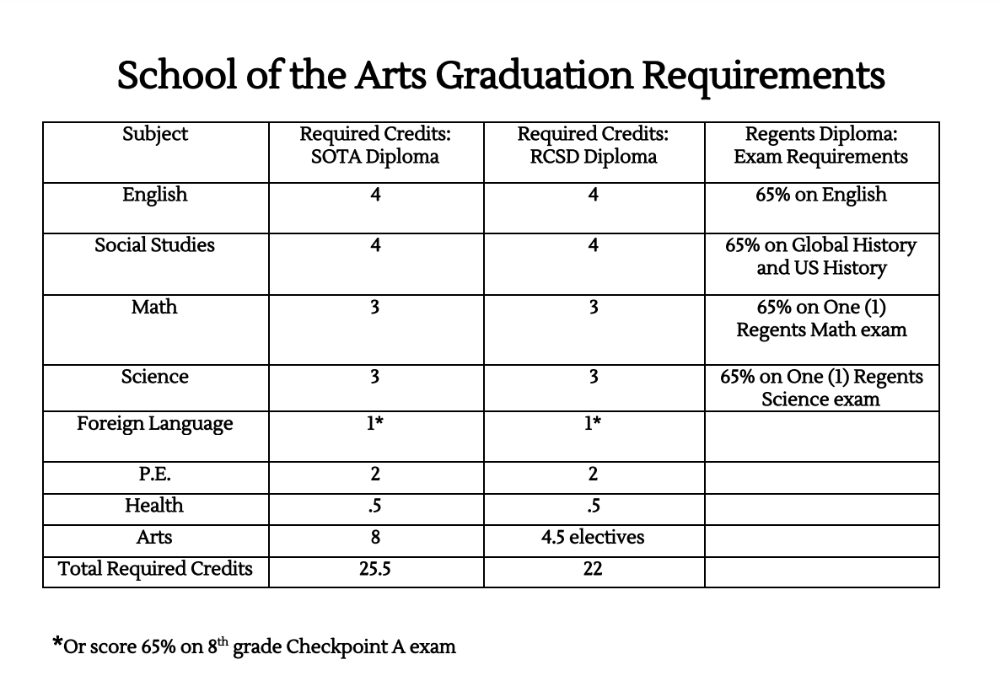 School of the Arts Graduation Requirements
Subject
Required Credits:
SOTA Diploma
Required Credits:
RCSD Diploma
Regents Diploma:
Exam Requirements
English
4
4
65% on English
Social Studies
4
4
65% on Global History
and US History
Math
3
3
65% on One (1)
Regents Math exam
Science
3
3
65% on One (1) Regents
Science exam
Foreign Language
1*
1*
P.E.
2
2
Health
.5
.5
Arts
8
4.5 electives
Total Required Credits
25.5
22
*Or score 65% on 8th grade Checkpoint A exam